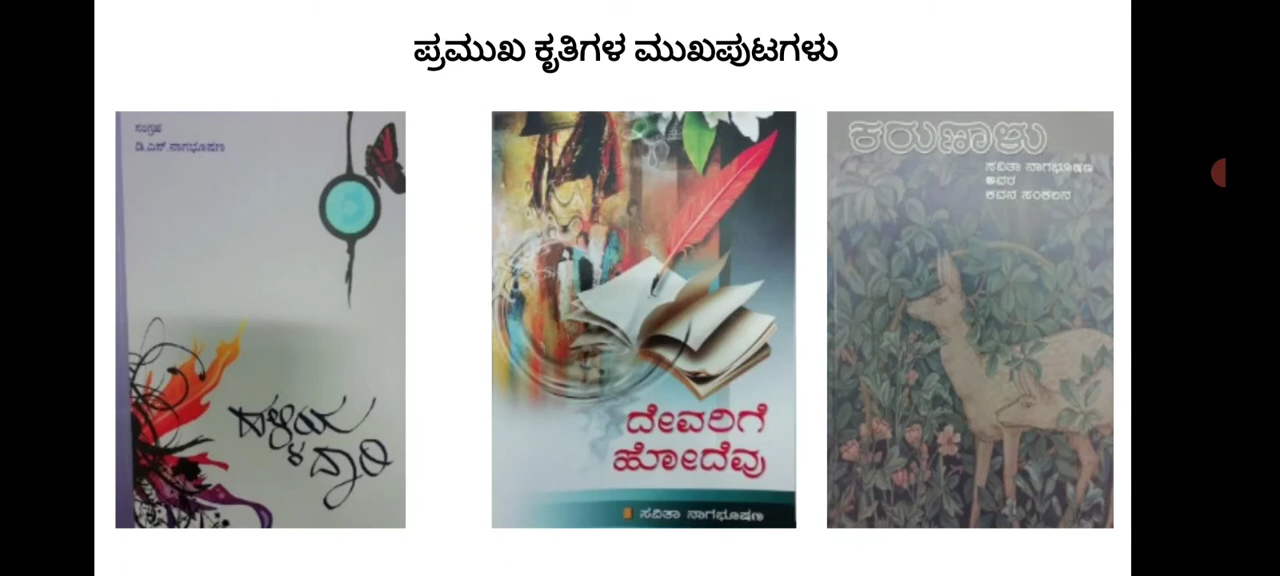 ಪ್ರಮುಖ ಕೃತಿಗಳ ಮುಖಪುಟಗಳು
ಸಂಗ್ರಹ
ಡಿ.ಎಸ್.ನಾಗಭೂಷಣ
ಹಳ್ಳಿಯ
ದ್ದಾರಿ
ದೇವರಿಗೆ
ಹೋದೆವು
ಸವಿತಾ ನಾಗಭೂಷಣ
ಕರುಣಾಳು
ಸವಿತಾ ನಾಗಭೂಷಣ
ಅವರ
ಕವನ ಸಂಕಲನ